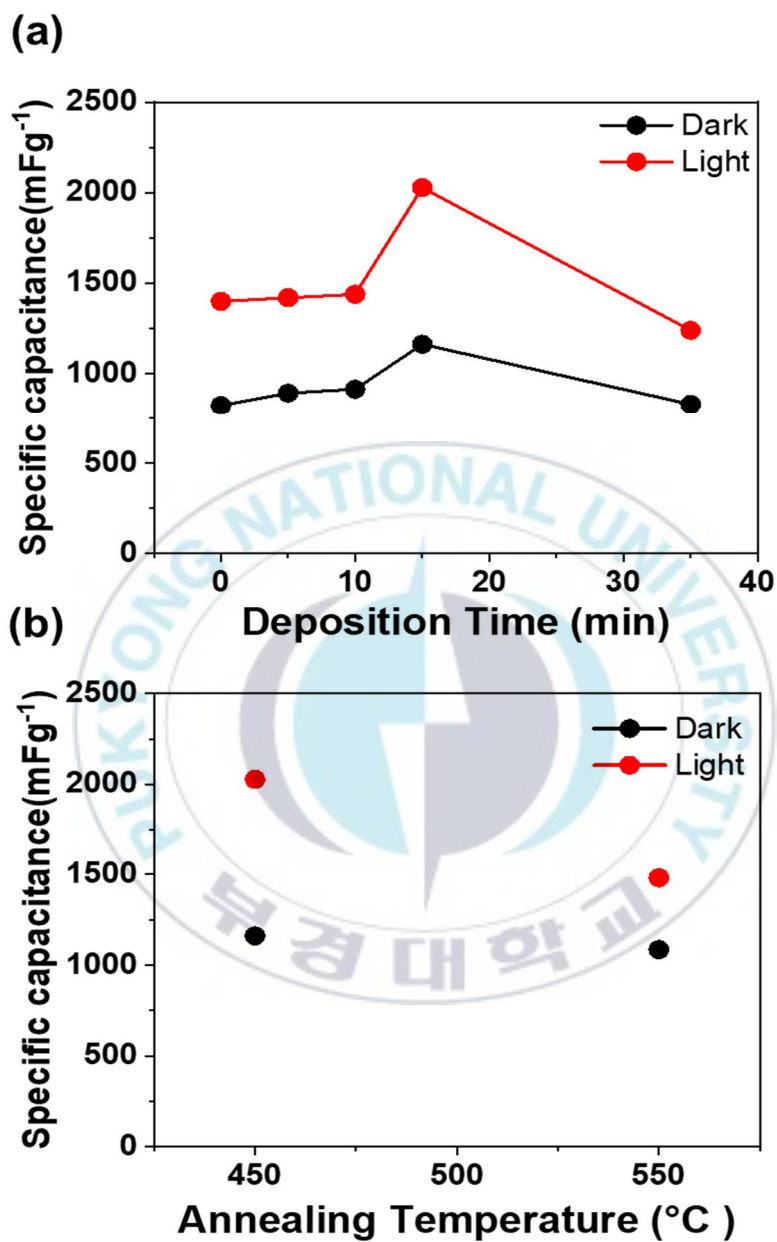 (a)
2500
2000
1500
1000
500
0
Specific capacitance(mFg⁻¹)
Dark
Light
0 10 20 30 40
Deposition Time (min)
PUKYONG NATIONAL UNIVERSITY
부경대학교
(b)
2500
2000
1500
1000
500
0
Specific capacitance(mFg⁻¹)
Dark
Light
450 500 550
Annealing Temperature (°C )